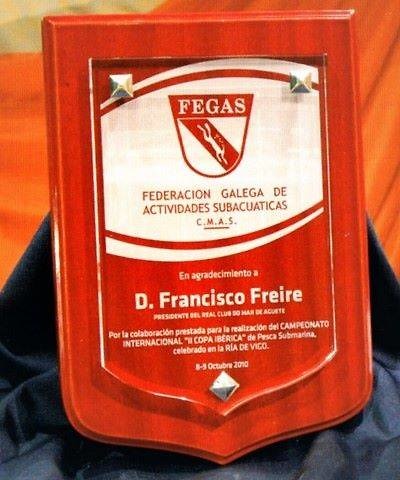 FEGAS
FEDERACION GALEGA DE
ACTIVIDADES SUBACUATICAS
C.M.A.S.
En agradecimiento a
D. Francisco Freire
PRESIDENTE DEL REAL CLUB DO MAR DE AGUETE
Por la colaboración prestada para la realización del CAMPEONATO
INTERNACIONAL "II COPA IBÉRICA" de Pesca Submarina,
celebrado en la RÍA DE VIGO.
8-9 Octubre 2010